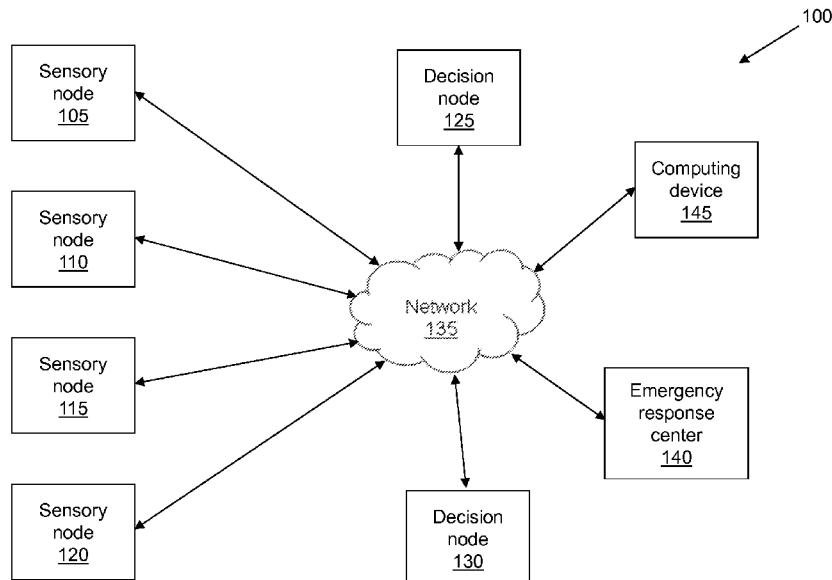 100
Sensory
node
105
Decision
node
125
Computing
device
145
Sensory
node
110
Network
135
Sensory
node
115
Emergency
response
center
140
Sensory
node
120
Decision
node
130